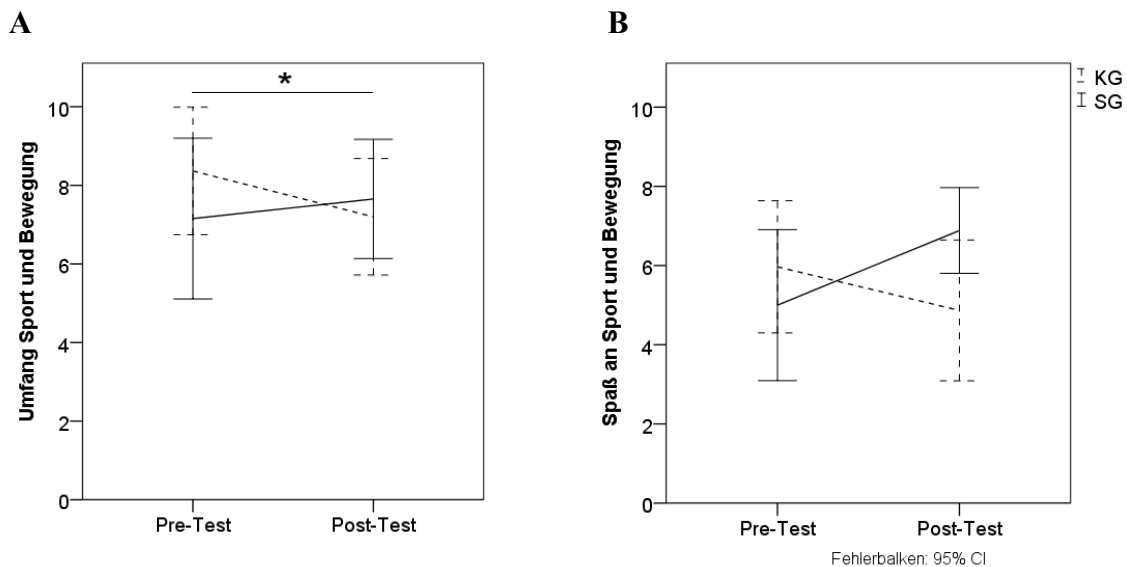 A
*
10
8
6
4
2
0
Umfang Sport und Bewegung
Pre-Test
Post-Test
B
KG
SG
10
8
6
4
2
0
Spaß an Sport und Bewegung
Pre-Test
Post-Test
Fehlerbalken: 95% CI